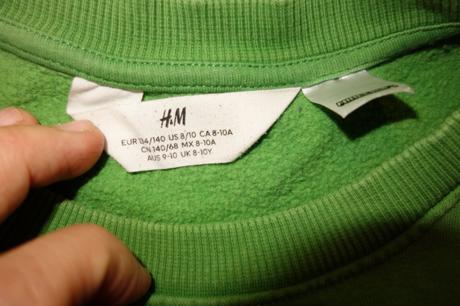 H&M
EUR 134/140 US 8/10 CA 8-10A
CN 140/68 MX 8-10A
AUS 9-10 UK 8-10Y